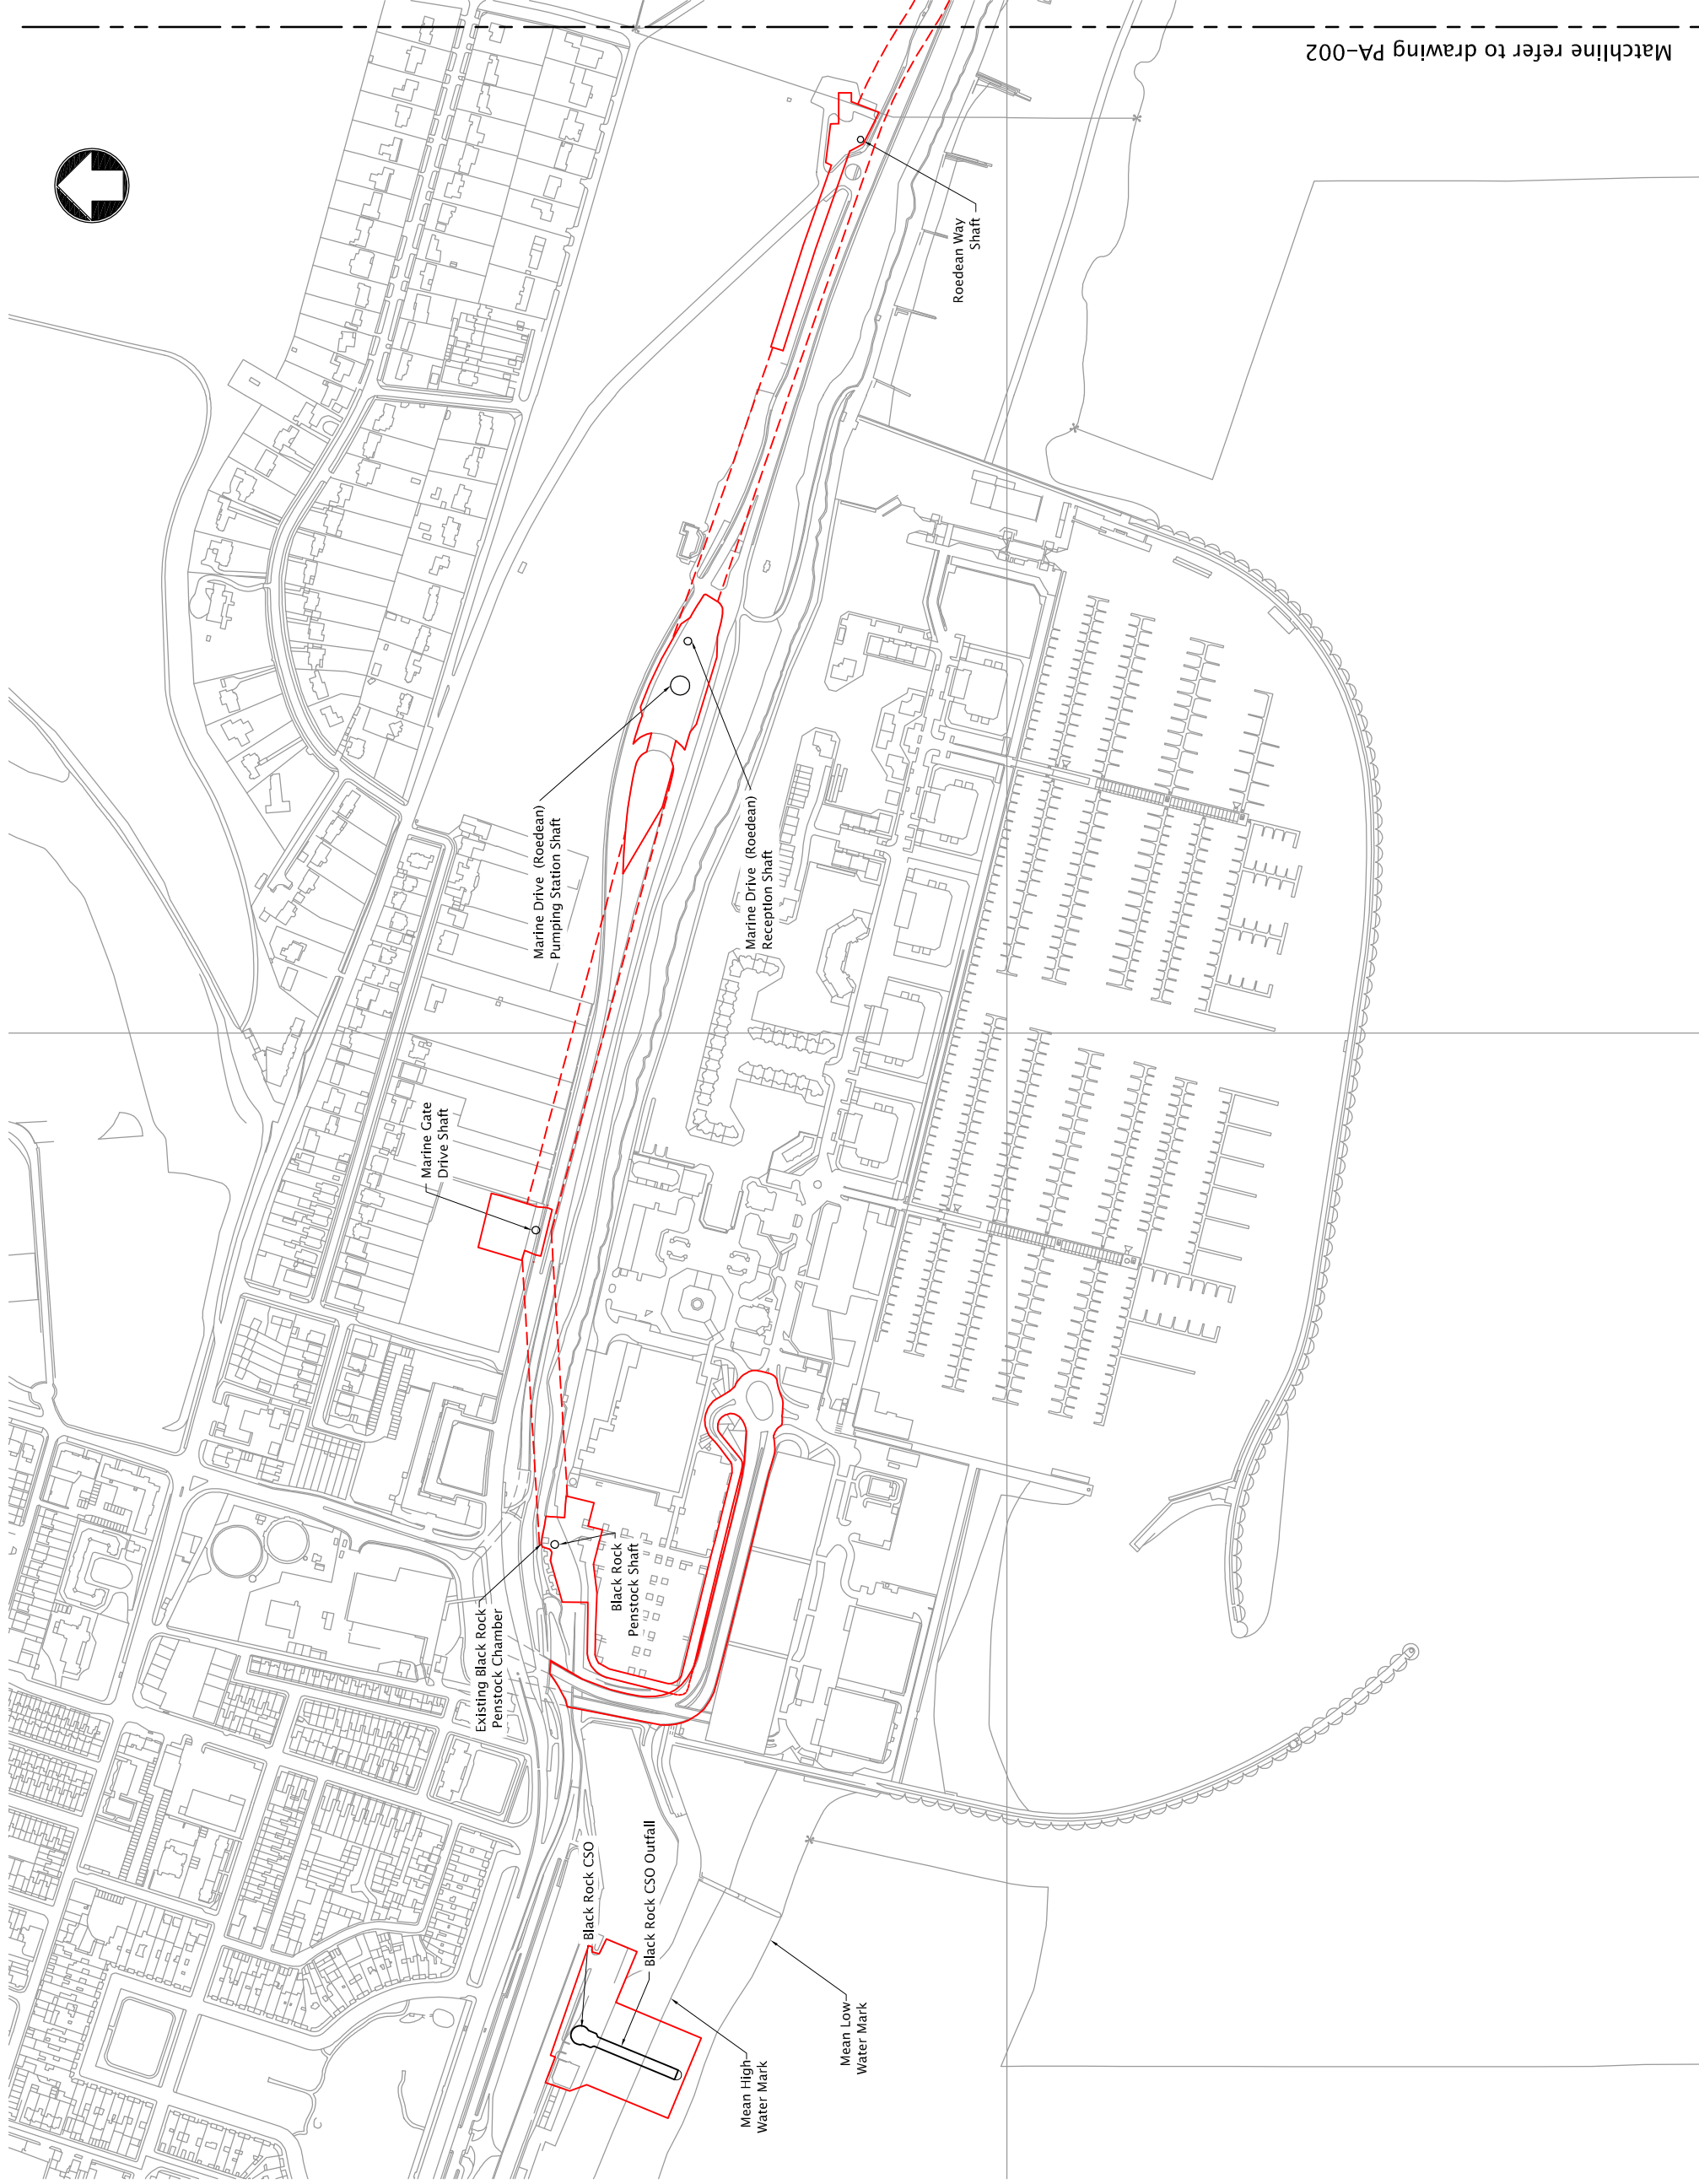 Matchline refer to drawing PA-002
Roedean Way
Shaft
Marine Drive (Roedean)
Pumping Station Shaft
Marine Drive (Roedean)
Reception Shaft
Marine Gate
Drive Shaft
Black Rock
Penstock Shaft
Existing Black Rock
Penstock Chamber
Black Rock CSO
Black Rock CSO Outfall
Mean Low
Water Mark
Mean High
Water Mark